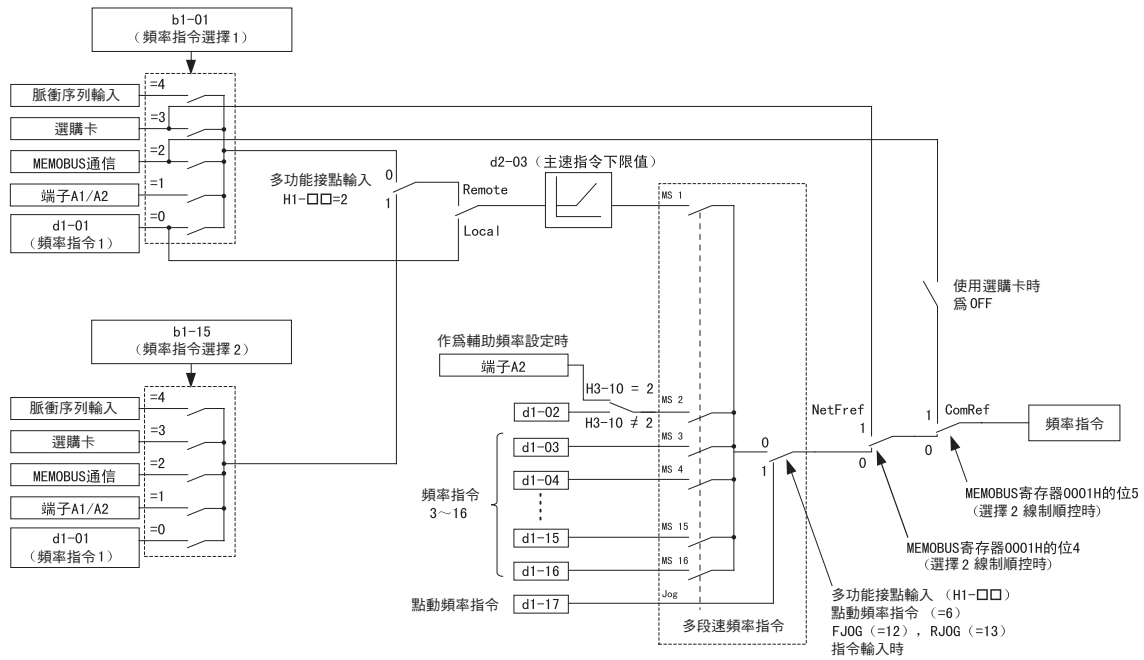 b1-01
（頻率指令選擇1）
脈衝序列輸入
=4
選購卡
=3
MEMOBUS通信
=2
端子A1/A2
=1
d1-01
（頻率指令1）
=0
多功能接點輸入
H1-□□=2
0
1
Remote
Local
d2-03（主速指令下限值）
MS 1
b1-15
（頻率指令選擇2）
脈衝序列輸入
=4
選購卡
=3
MEMOBUS通信
=2
端子A1/A2
=1
d1-01
（頻率指令1）
=0
作爲輔助頻率設定時
端子A2
H3-10 = 2
H3-10 ≠ 2
d1-02
MS 2
d1-03
MS 3
d1-04
MS 4
頻率指令
3～16
d1-15
MS 15
d1-16
MS 16
點動頻率指令
d1-17
Jog
多段速頻率指令
0
1
使用選購卡時
爲OFF
NetFref
1
0
ComRef
1
0
頻率指令
MEMOBUS寄存器0001H的位5
（選擇2線制順控時）
MEMOBUS寄存器0001H的位4
（選擇2線制順控時）
多功能接點輸入 （H1-□□）
點動頻率指令 （=6）
FJOG（=12），RJOG（=13）
指令輸入時